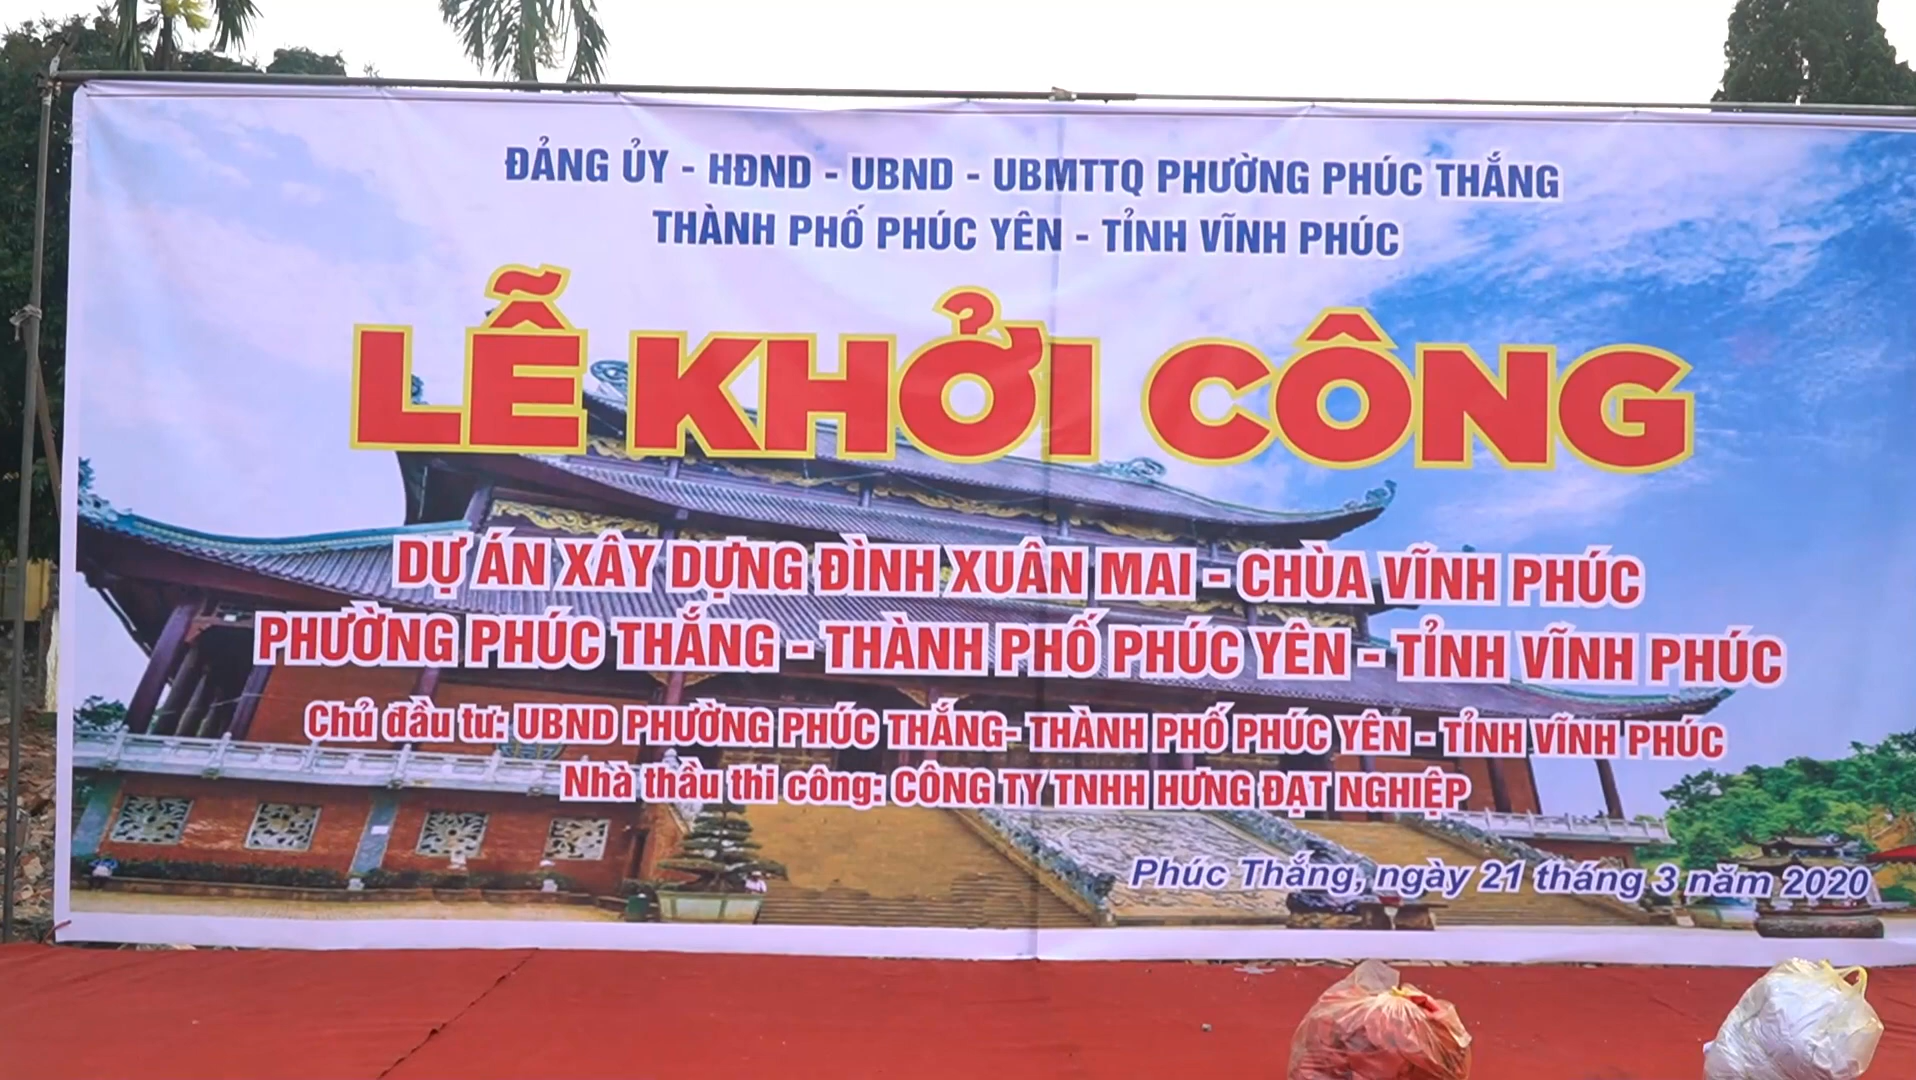 ĐẢNG ỦY - HĐND - UBND - UBMTTQ PHƯỜNG PHÚC THẮNG
THÀNH PHỐ PHÚC YÊN - TỈNH VĨNH PHÚC
LỄ KHỞI CÔNG
DỰ ÁN XÂY DỰNG ĐÌNH XUÂN MAI - CHÙA VĨNH PHÚC
PHƯỜNG PHÚC THẮNG - THÀNH PHỐ PHÚC YÊN - TỈNH VĨNH PHÚC
Chủ đầu tư: UBND PHƯỜNG PHÚC THẮNG- THÀNH PHỐ PHÚC YÊN - TỈNH VĨNH PHÚC
Nhà thầu thi công: CÔNG TY TNHH HƯNG ĐẠT NGHIỆP
Phúc Thắng, ngày 21 tháng 3 năm 2020